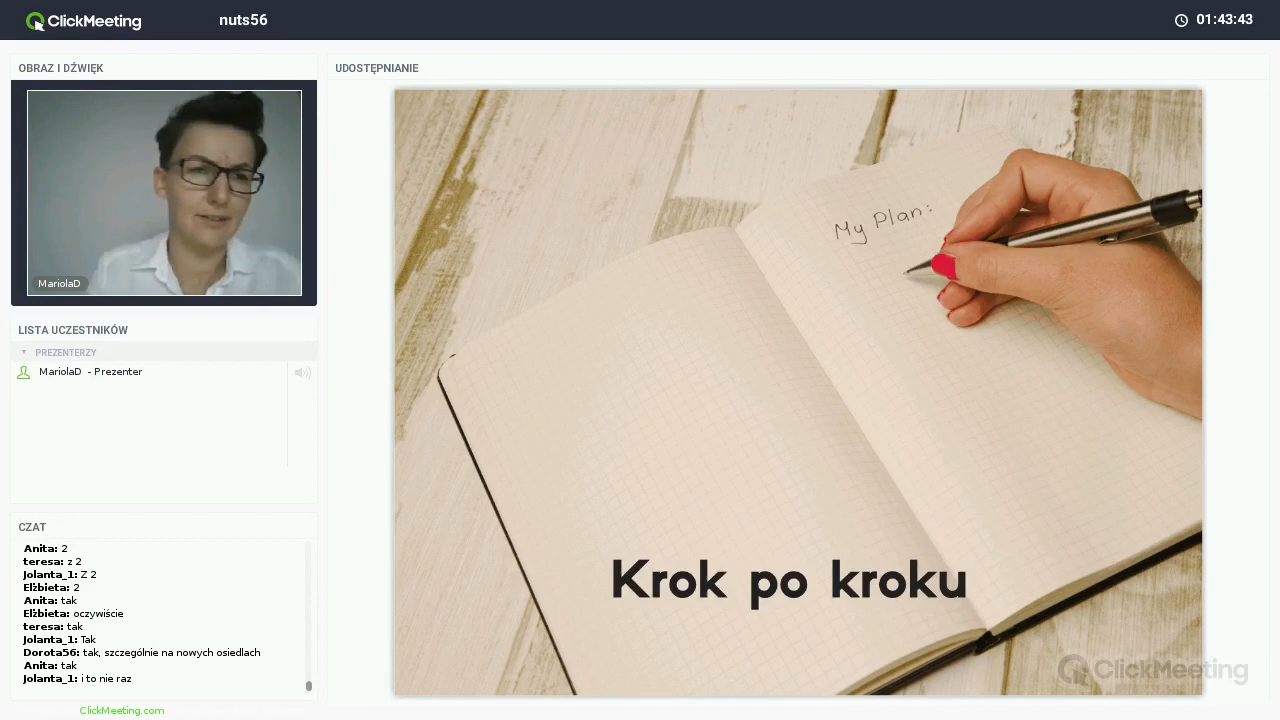 ClickMeeting
nuts56
01:43:43
OBRAZ I DŹWIĘK
MariolaD
LISTA UCZESTNIKÓW
PREZENTERZY
MariolaD - Prezenter
CZAT
Anita: 2
teresa: z 2
Jolanta_1: Z 2
Elżbieta: 2
Anita: tak
Elżbieta: oczywiście
teresa: tak
Jolanta_1: Tak
Dorota56: tak, szczególnie na nowych osiedlach
Anita: tak
Jolanta_1: i to nie raz
ClickMeeting.com
UDOSTĘPNIANIE
My Plan:
Krok po kroku
ClickMeeting